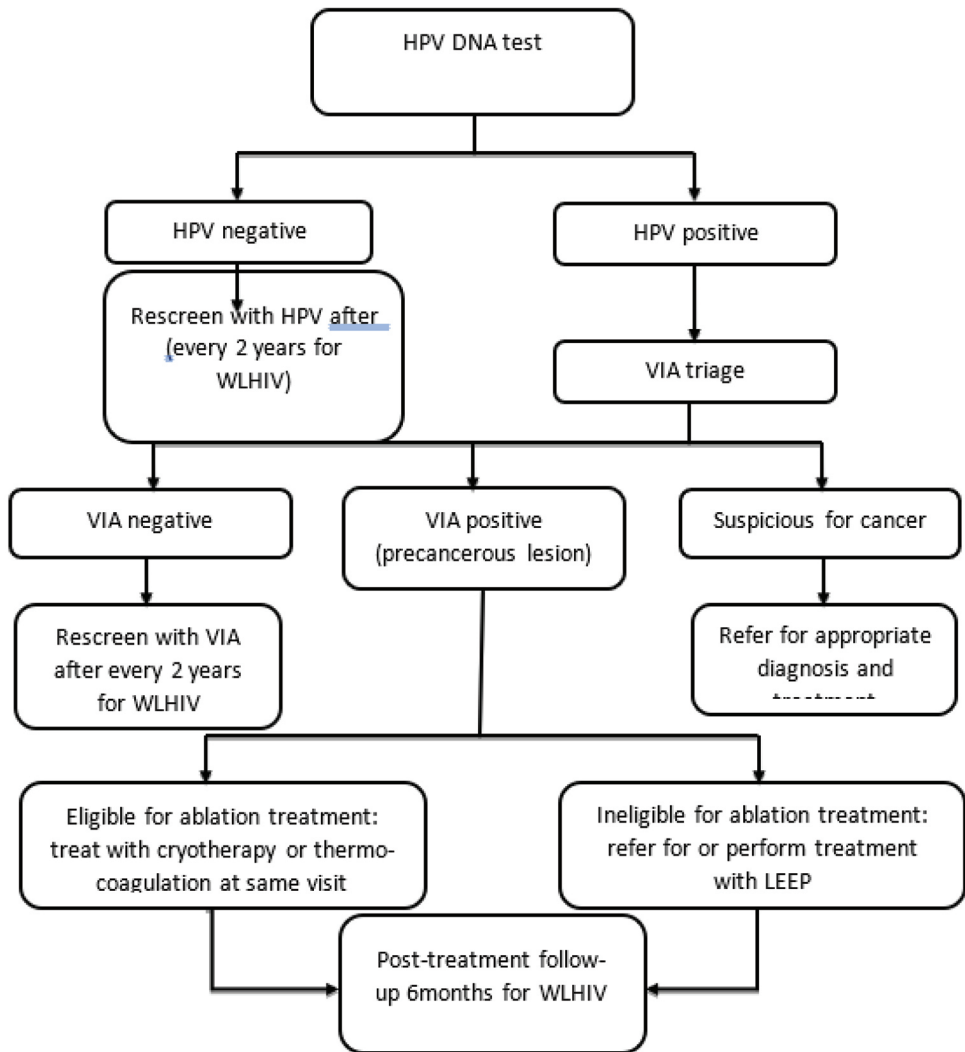 HPV DNA test
HPV negative
HPV positive
Rescreen with HPV after
(every 2 years for
WLHIV)
VIA triage
VIA negative
VIA positive
(precancerous lesion)
Suspicious for cancer
Rescreen with VIA
after every 2 years
for WLHIV
Refer for appropriate
diagnosis and
treatment
Eligible for ablation treatment:
treat with cryotherapy or thermo-
coagulation at same visit
Ineligible for ablation treatment:
refer for or perform treatment
with LEEP
Post-treatment follow-
up 6months for WLHIV